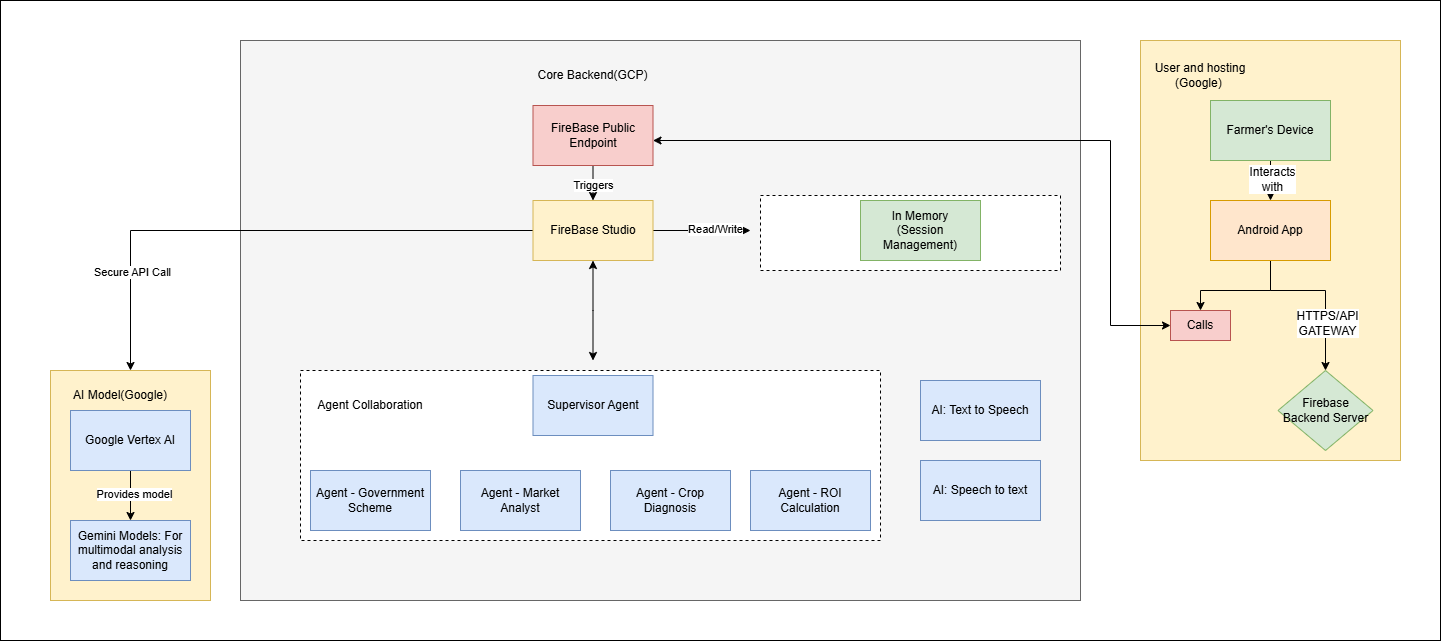 Core Backend(GCP)
FireBase Public
Endpoint
Triggers
FireBase Studio
Read/Write
In Memory
(Session
Management)
Secure API Call
AI Model(Google)
Google Vertex AI
Provides model
Gemini Models: For
multimodal analysis
and reasoning
Agent Collaboration
Supervisor Agent
Agent - Government
Scheme
Agent - Market
Analyst
Agent - Crop
Diagnosis
Agent - ROI
Calculation
AI: Text to Speech
AI: Speech to text
User and hosting
(Google)
Farmer's Device
Interacts
with
Android App
Calls
HTTPS/API
GATEWAY
Firebase
Backend Server